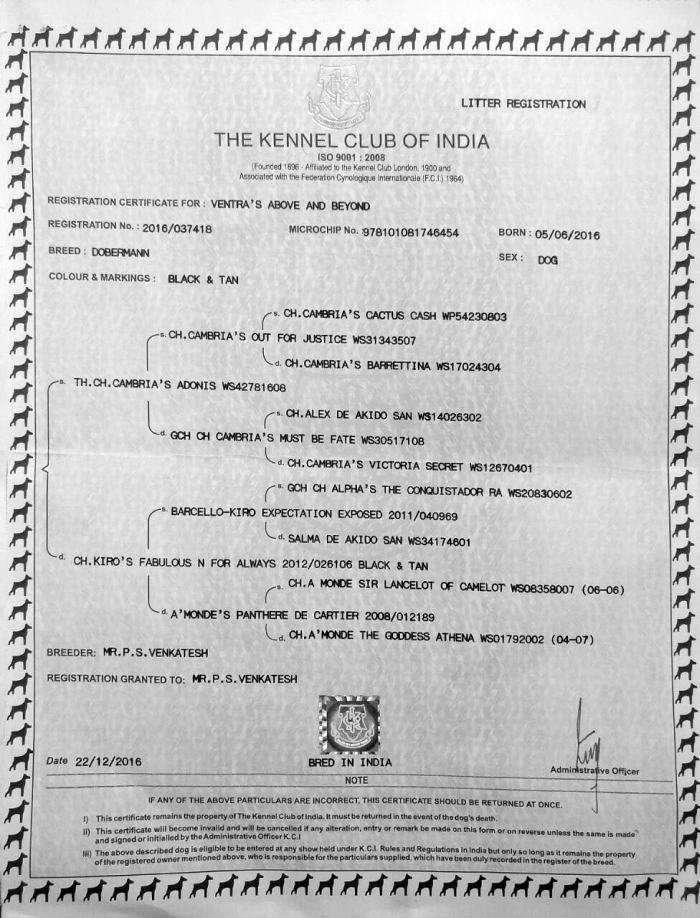 LITTER REGISTRATION
THE KENNEL CLUB OF INDIA
ISO 9001 : 2008
(Founded 1896 - Affiliated to the Kennel Club London, 1900 and
Associated with the Federation Cynologique Internationale (F.C.I.) 1964)
REGISTRATION CERTIFICATE FOR : VENTRA'S ABOVE AND BEYOND
REGISTRATION No. : 2016/037418 MICROCHIP No. 978101081746454 BORN : 05/06/2016
BREED : DOBERMANN SEX : DOG
COLOUR & MARKINGS : BLACK & TAN
s. CH.CAMBRIA'S CACTUS CASH WP54230803
s. CH.CAMBRIA'S OUT FOR JUSTICE WS31343507
d. CH.CAMBRIA'S BARRETTINA WS17024304
s. TH.CH.CAMBRIA'S ADONIS WS42781608
s. CH.ALEX DE AKIDO SAN WS14026302
d. GCH CH CAMBRIA'S MUST BE FATE WS30517108
d. CH.CAMBRIA'S VICTORIA SECRET WS12670401
s. GCH CH ALPHA'S THE CONQUISTADOR RA WS20830602
s. BARCELLO-KIRO EXPECTATION EXPOSED 2011/040969
d. SALMA DE AKIDO SAN WS34174601
d. CH.KIRO'S FABULOUS N FOR ALWAYS 2012/026106 BLACK & TAN
s. CH.A MONDE SIR LANCELOT OF CAMELOT WS08358007 (06-06)
d. A'MONDE'S PANTHERE DE CARTIER 2008/012189
d. CH.A'MONDE THE GODDESS ATHENA WS01792002 (04-07)
BREEDER: MR.P.S.VENKATESH
REGISTRATION GRANTED TO: MR.P.S.VENKATESH
Date 22/12/2016 BRED IN INDIA Administrative Officer
NOTE
IF ANY OF THE ABOVE PARTICULARS ARE INCORRECT, THIS CERTIFICATE SHOULD BE RETURNED AT ONCE.
I) This certificate remains the property of The Kennel Club of India. It must be returned in the event of the dog's death.
II) This certificate will become invalid and will be cancelled if any alteration, entry or remark be made on this form or on reverse unless the same is made
and signed or initialled by the Administrative Officer K.C.I
III) The above described dog is eligible to be entered at any show held under K.C.I. Rules and Regulations in India but only so long as it remains the property
of the registered owner mentioned above, who is responsible for the particulars supplied, which have been duly recorded in the register of the breed.